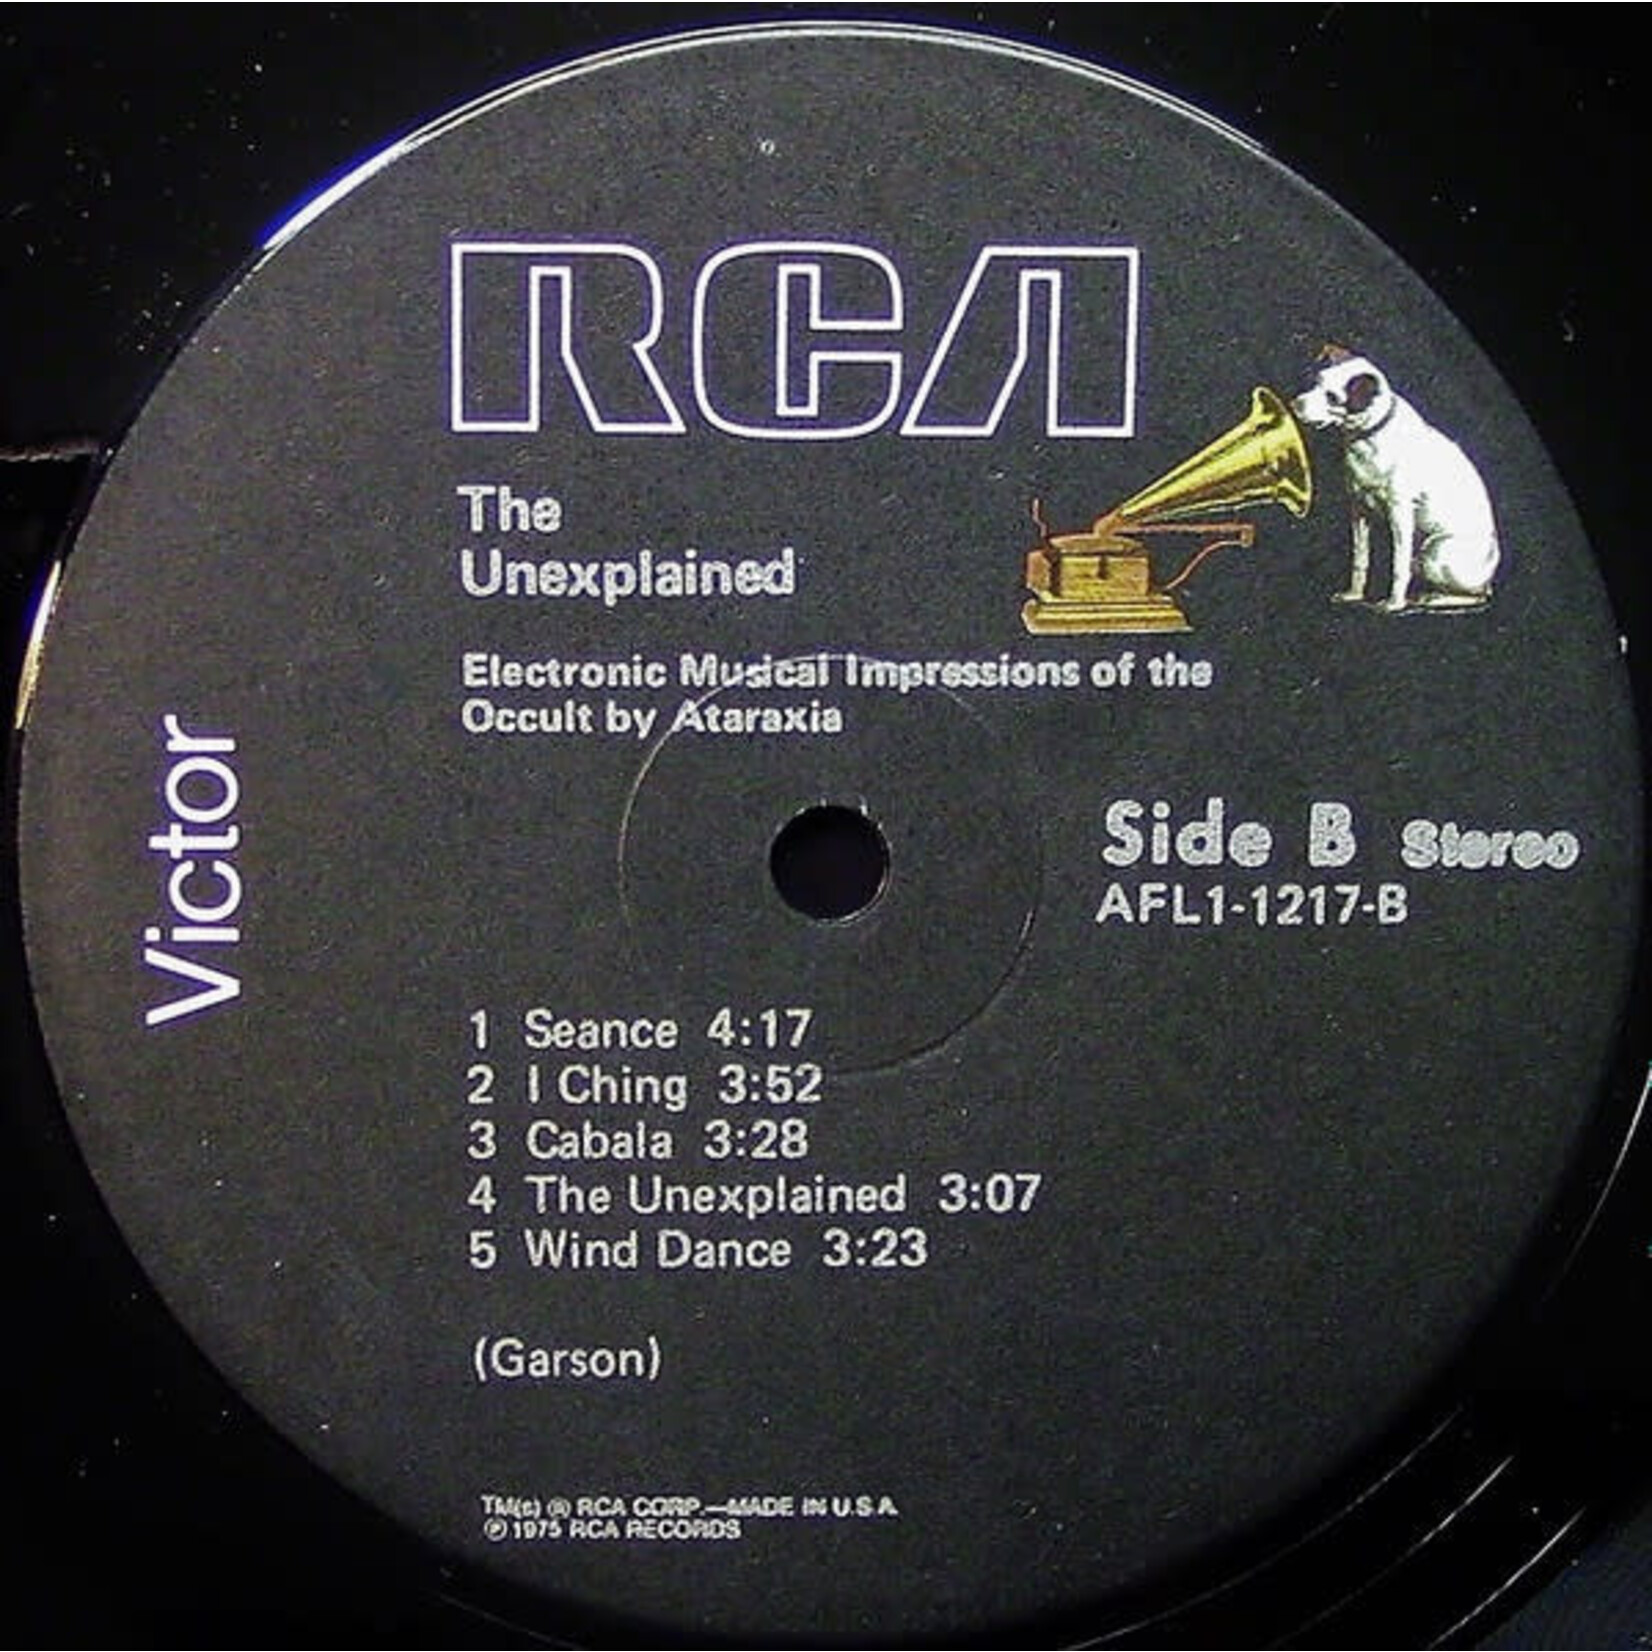 RCA
The
Unexplained
Electronic Musical Impressions of the
Occult by Ataraxia
Victor
Side B Stereo
AFL1-1217-B
1 Seance 4:17
2 I Ching 3:52
3 Cabala 3:28
4 The Unexplained 3:07
5 Wind Dance 3:23
(Garson)
TM(s) ® RCA CORP.—MADE IN U.S.A.
℗ 1975 RCA RECORDS